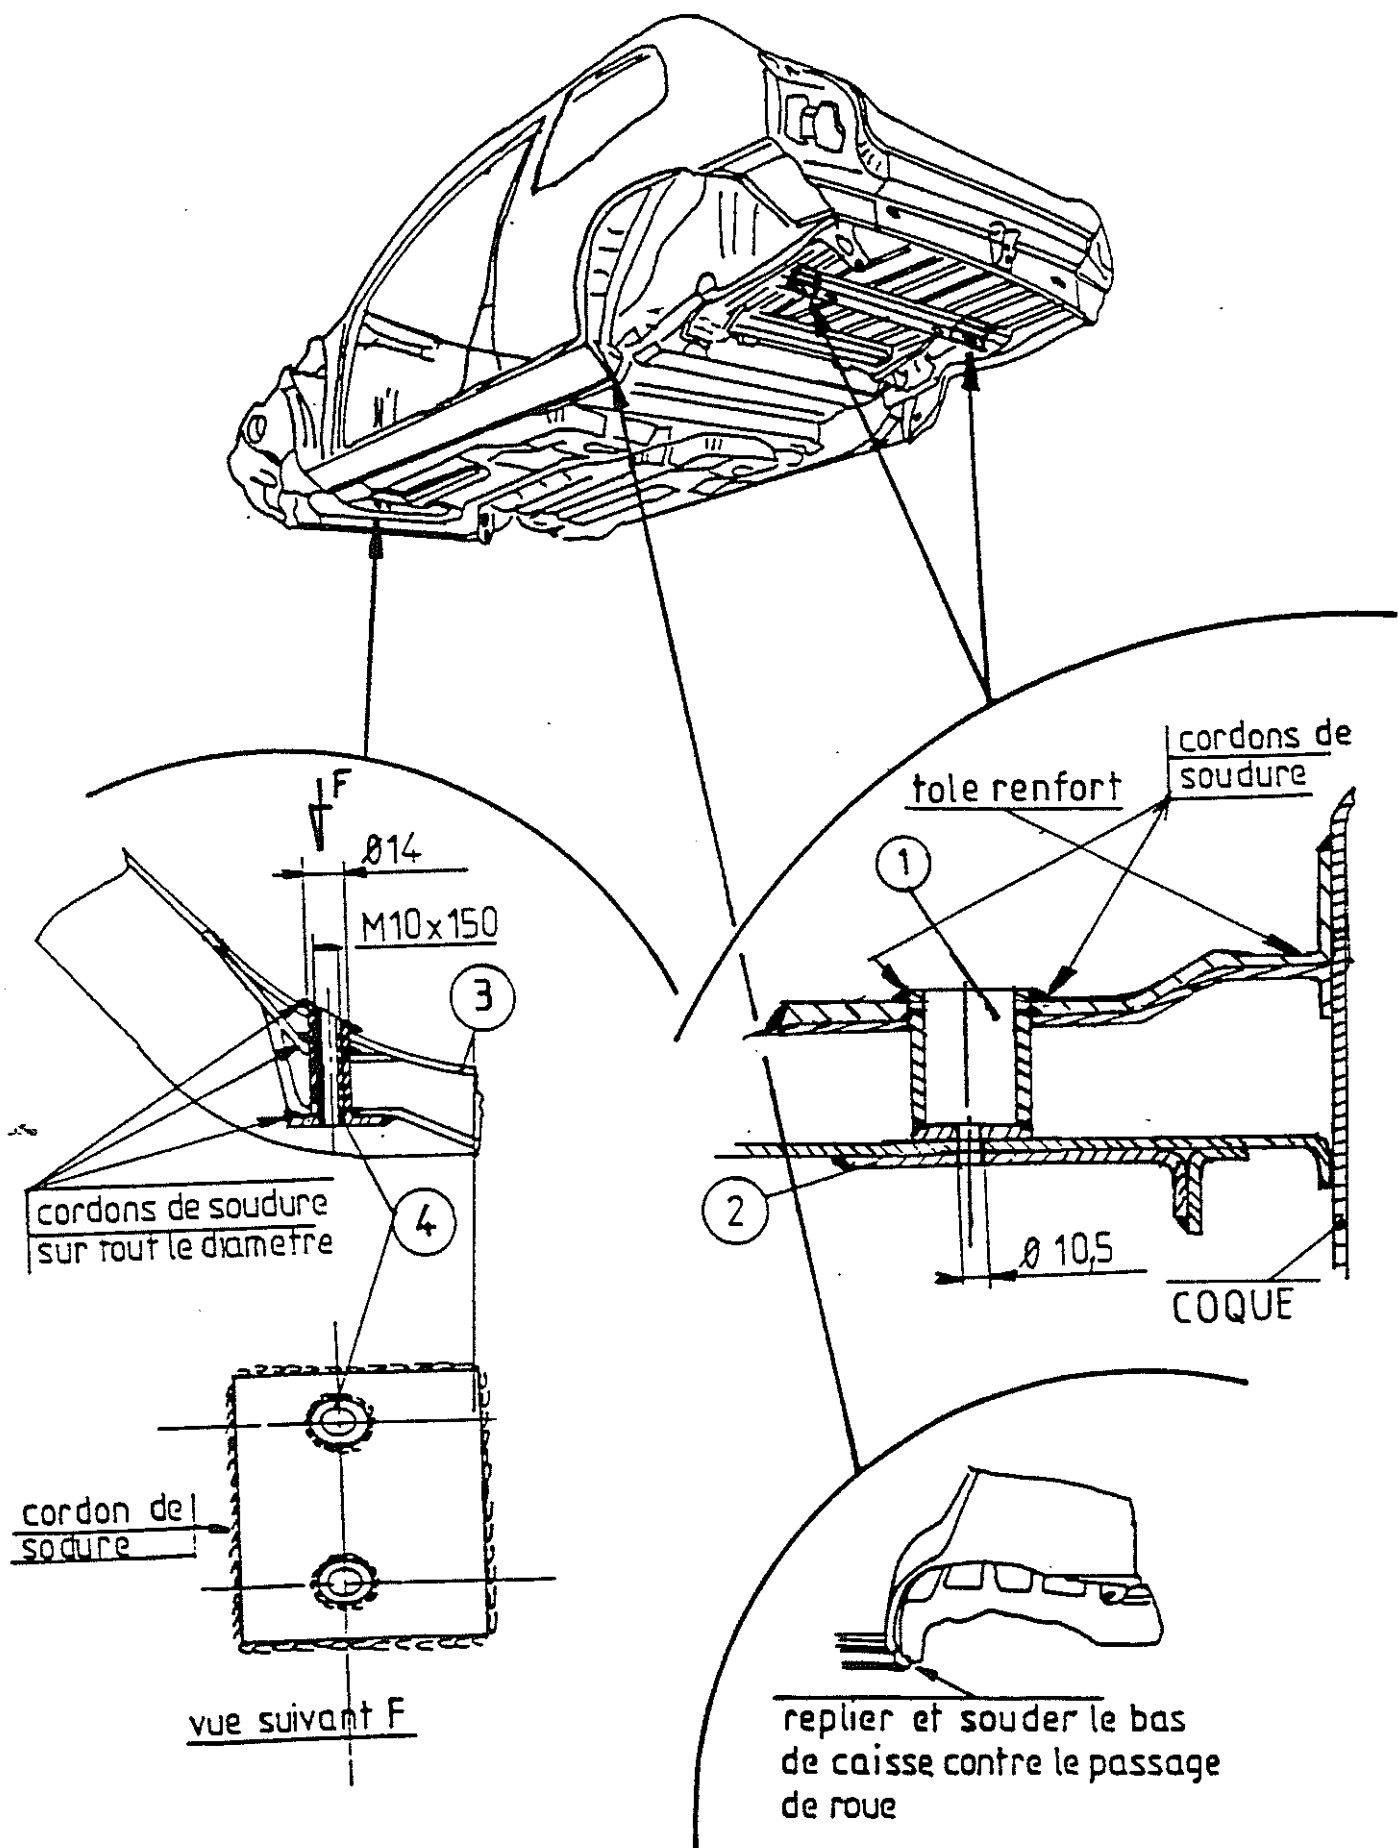 cordons de
soudure
tole renfort
F
Ø14
1
M10x150
3
2
4
cordons de soudure
sur tout le diametre
Ø 10,5
COQUE
cordon de
sodure
vue suivant F
replier et souder le bas
de caisse contre le passage
de roue